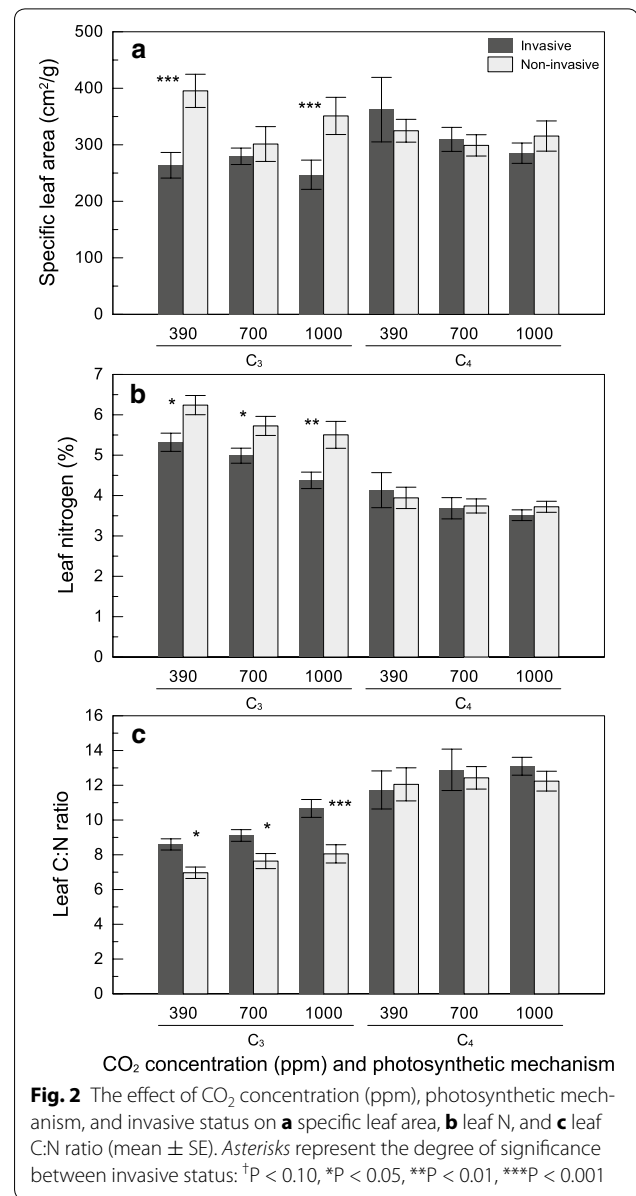 a
Invasive
Non-invasive
Specific leaf area (cm²/g)
500
400
300
200
100
0
***
***
390 700 1000 390 700 1000
C₃ C₄
b
Leaf nitrogen (%)
7
6
5
4
3
2
1
0
* * **
390 700 1000 390 700 1000
C₃ C₄
c
Leaf C:N ratio
16
14
12
10
8
6
4
2
0
* * ***
390 700 1000 390 700 1000
C₃ C₄
CO₂ concentration (ppm) and photosynthetic mechanism
Fig. 2 The effect of CO₂ concentration (ppm), photosynthetic mech-
anism, and invasive status on a specific leaf area, b leaf N, and c leaf
C:N ratio (mean ± SE). Asterisks represent the degree of significance
between invasive status: †P < 0.10, *P < 0.05, **P < 0.01, ***P < 0.001